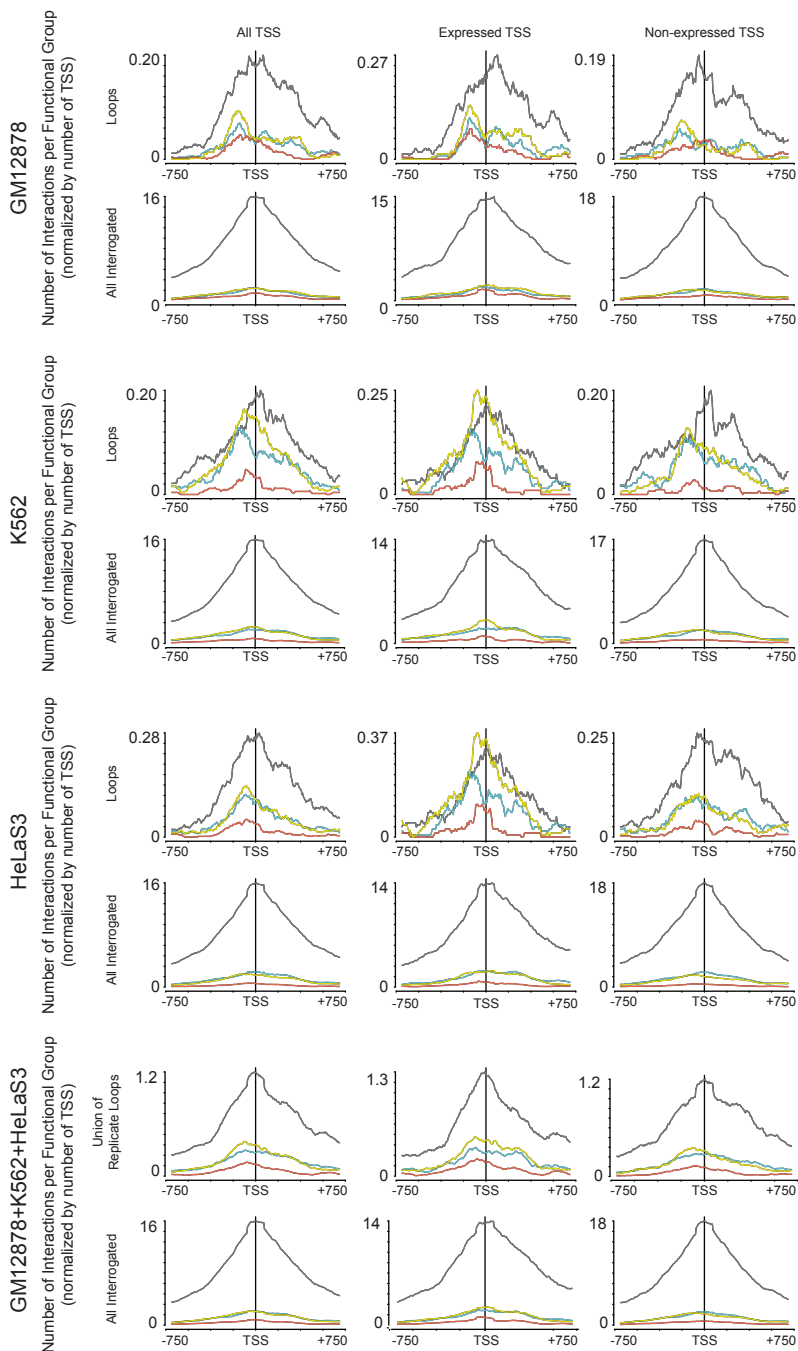 All TSS
Expressed TSS
Non-expressed TSS
GM12878
Number of Interactions per Functional Group
(normalized by number of TSS)
Loops
0.20
0
-750 TSS +750
0.27
0
-750 TSS +750
0.19
0
-750 TSS +750
All Interrogated
16
0
-750 TSS +750
15
0
-750 TSS +750
18
0
-750 TSS +750
K562
Number of Interactions per Functional Group
(normalized by number of TSS)
Loops
0.20
0
-750 TSS +750
0.25
0
-750 TSS +750
0.20
0
-750 TSS +750
All Interrogated
16
0
-750 TSS +750
14
0
-750 TSS +750
17
0
-750 TSS +750
HeLaS3
Number of Interactions per Functional Group
(normalized by number of TSS)
Loops
0.28
0
-750 TSS +750
0.37
0
-750 TSS +750
0.25
0
-750 TSS +750
All Interrogated
16
0
-750 TSS +750
14
0
-750 TSS +750
18
0
-750 TSS +750
GM12878+K562+HeLaS3
Number of Interactions per Functional Group
(normalized by number of TSS)
Union of
Replicate Loops
1.2
0
-750 TSS +750
1.3
0
-750 TSS +750
1.2
0
-750 TSS +750
All Interrogated
16
0
-750 TSS +750
14
0
-750 TSS +750
18
0
-750 TSS +750